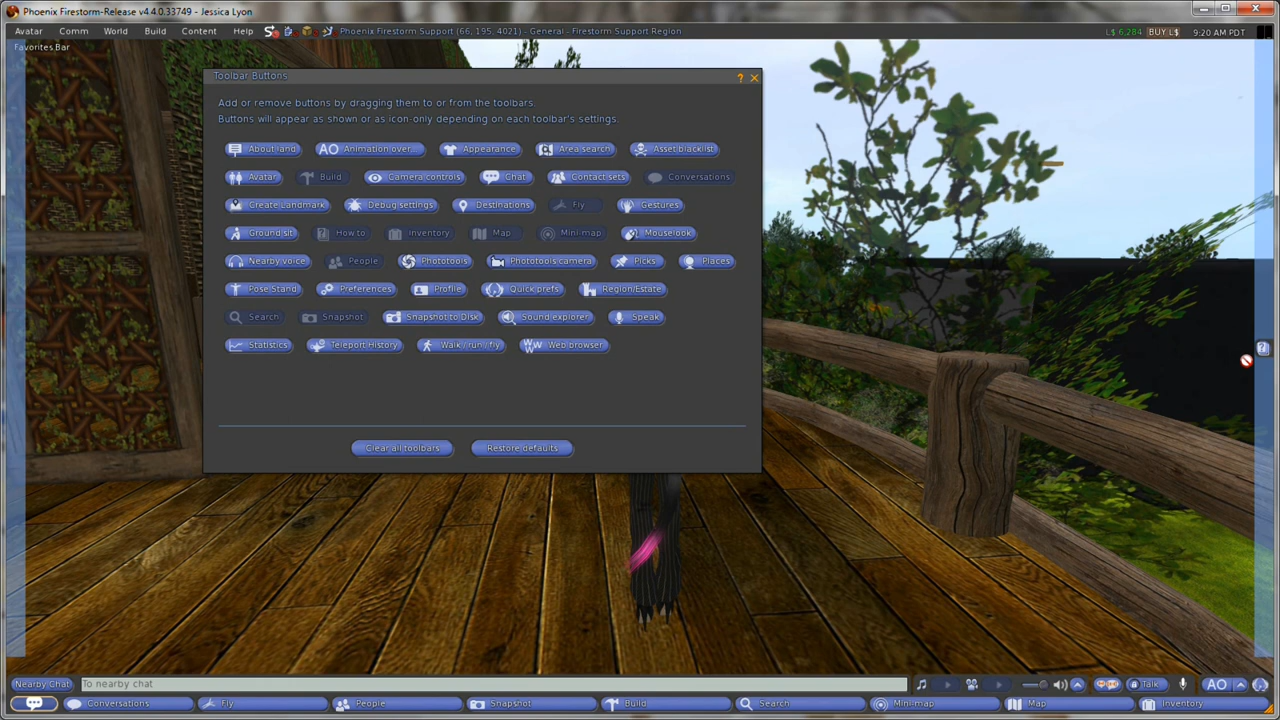 Phoenix Firestorm-Release v4.4.0.33749 - Jessica Lyon
Avatar Comm World Build Content Help Phoenix Firestorm Support (66, 195, 4021) - General - Firestorm Support Region L$ 6,284 BUY L$ 9:20 AM PDT
Favorites Bar
Toolbar Buttons ?
Add or remove buttons by dragging them to or from the toolbars.
Buttons will appear as shown or as icon-only depending on each toolbar's settings.
About land AO Animation over... Appearance Area search Asset blacklist
Avatar Build Camera controls Chat Contact sets Conversations
Create Landmark Debug settings Destinations Fly Gestures
Ground sit ? How to Inventory Map Mini-map Mouselook
Nearby voice People Phototools Phototools camera Picks Places
Pose Stand Preferences Profile Quick prefs Region/Estate
Search Snapshot Snapshot to Disk Sound explorer Speak
Statistics Teleport History Walk / run / fly WWW Web browser
?
Clear all toolbars Restore defaults
Nearby Chat To nearby chat Talk AO
Conversations Fly People Snapshot Build Search Mini-map Map Inventory